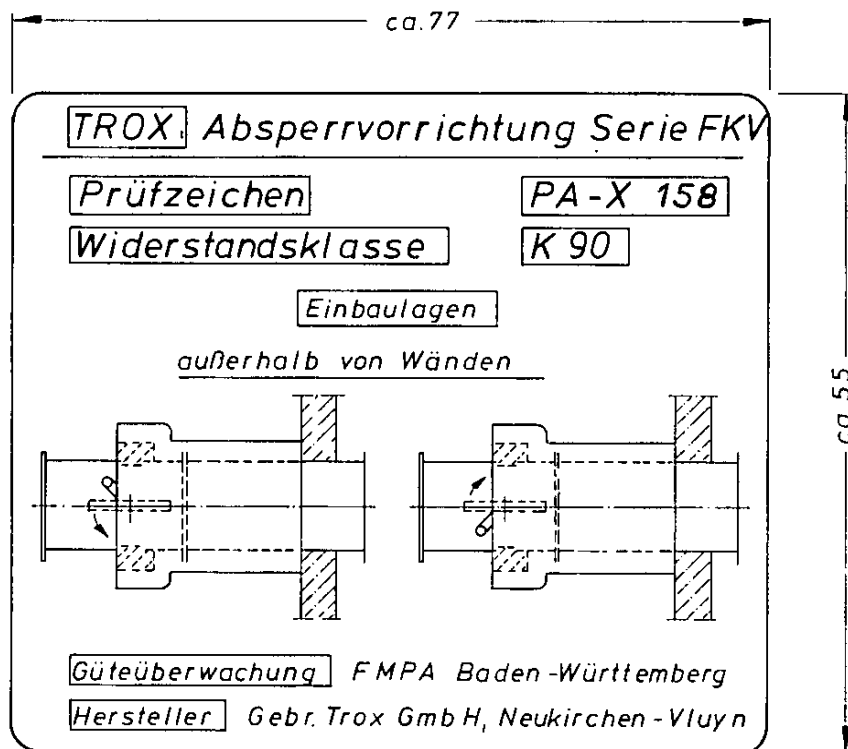 ca.77
TROX Absperrvorrichtung Serie FKV
Prüfzeichen PA-X 158
Widerstandsklasse K 90
Einbaulagen
außerhalb von Wänden
ca.55
Güteüberwachung FMPA Baden-Württemberg
Hersteller Gebr. Trox GmbH, Neukirchen-Vluyn